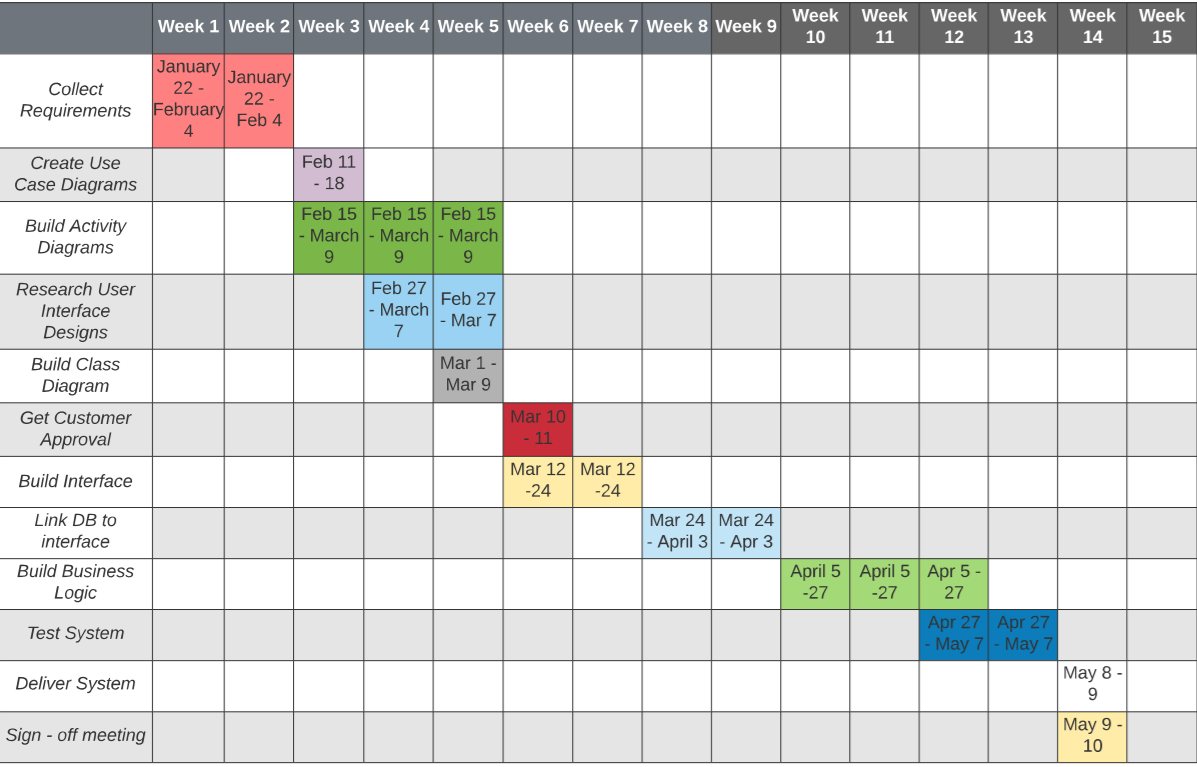 Week 1 Week 2 Week 3 Week 4 Week 5 Week 6 Week 7 Week 8 Week 9 Week 10 Week 11 Week 12 Week 13 Week 14 Week 15
Collect
Requirements
January
22 -
February
4
January
22 -
Feb 4
Create Use
Case Diagrams
Feb 11
- 18
Build Activity
Diagrams
Feb 15
- March
9
Feb 15
- March
9
Feb 15
- March
9
Research User
Interface
Designs
Feb 27
- March
7
Feb 27
- Mar 7
Build Class
Diagram
Mar 1 -
Mar 9
Get Customer
Approval
Mar 10
- 11
Build Interface
Mar 12
-24
Mar 12
-24
Link DB to
interface
Mar 24
- April 3
Mar 24
- Apr 3
Build Business
Logic
April 5
-27
April 5
-27
Apr 5 -
27
Test System
Apr 27
- May 7
Apr 27
- May 7
Deliver System
May 8 -
9
Sign - off meeting
May 9 -
10